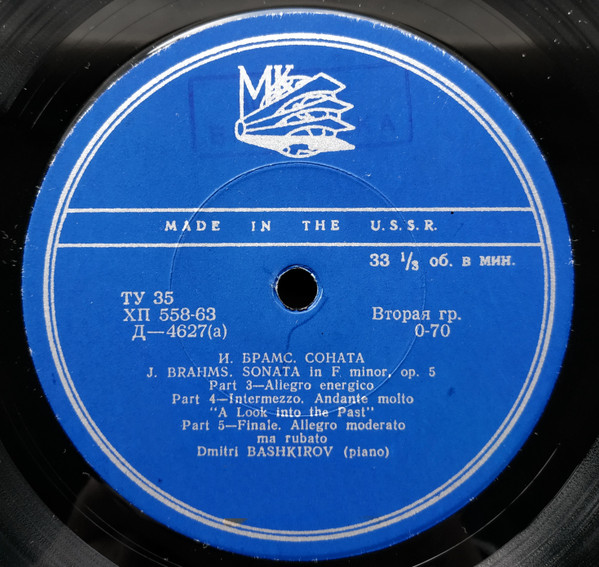 МК
MADE IN THE U.S.S.R.
33 1/3 об. в мин.
ТУ 35
ХП 558-63
Д—4627(а)
Вторая гр.
0-70
И. БРАМС. СОНАТА
J. BRAHMS. SONATA in F minor, op. 5
Part 3—Allegro energico
Part 4—Intermezzo. Andante molto
"A Look into the Past"
Part 5—Finale. Allegro moderato
ma rubato
Dmitri BASHKIROV (piano)